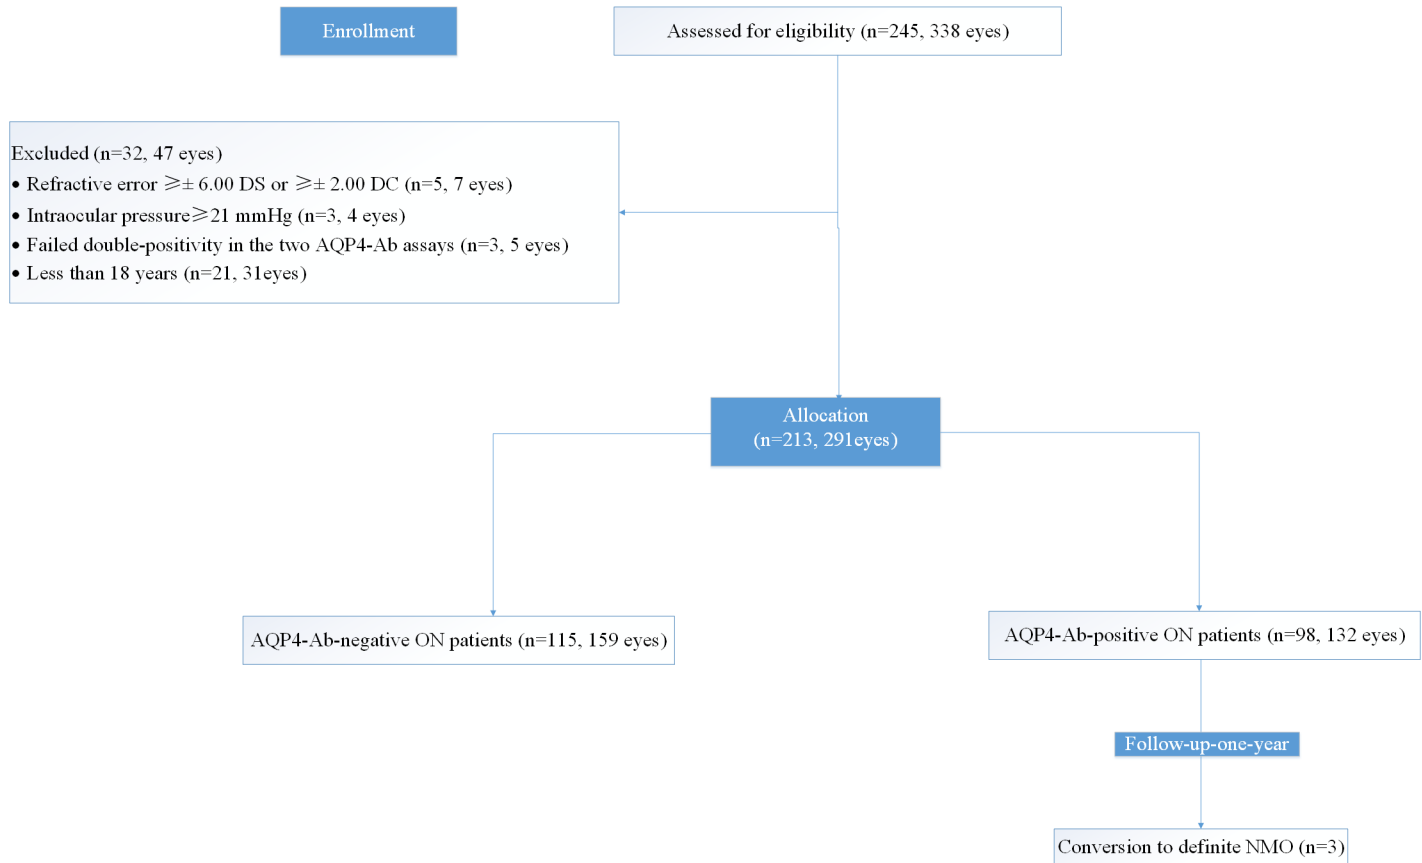 Enrollment
Assessed for eligibility (n=245, 338 eyes)
Excluded (n=32, 47 eyes)
• Refractive error ≥± 6.00 DS or ≥± 2.00 DC (n=5, 7 eyes)
• Intraocular pressure≥21 mmHg (n=3, 4 eyes)
• Failed double-positivity in the two AQP4-Ab assays (n=3, 5 eyes)
• Less than 18 years (n=21, 31eyes)
Allocation
(n=213, 291eyes)
AQP4-Ab-negative ON patients (n=115, 159 eyes)
AQP4-Ab-positive ON patients (n=98, 132 eyes)
Follow-up-one-year
Conversion to definite NMO (n=3)